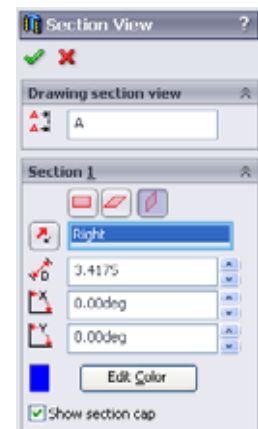 Section View ?
Drawing section view
A
Section 1
Right
3.4175
0.00deg
0.00deg
Edit Color
Show section cap